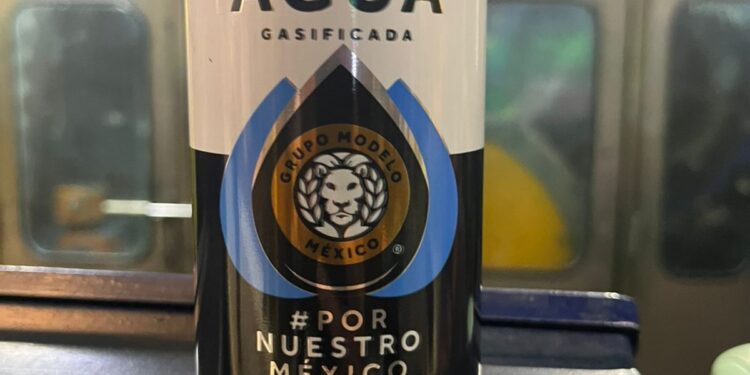 AGUA
GASIFICADA
GRUPO MODELO
MÉXICO
®
#POR
NUESTRO
MÉXICO